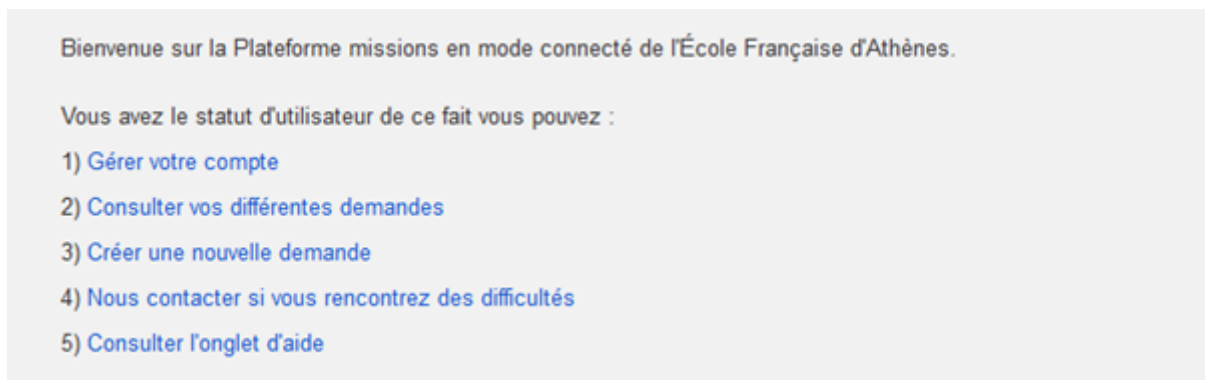 Bienvenue sur la Plateforme missions en mode connecté de l'École Française d'Athènes.
Vous avez le statut d'utilisateur de ce fait vous pouvez :
1) Gérer votre compte
2) Consulter vos différentes demandes
3) Créer une nouvelle demande
4) Nous contacter si vous rencontrez des difficultés
5) Consulter l'onglet d'aide